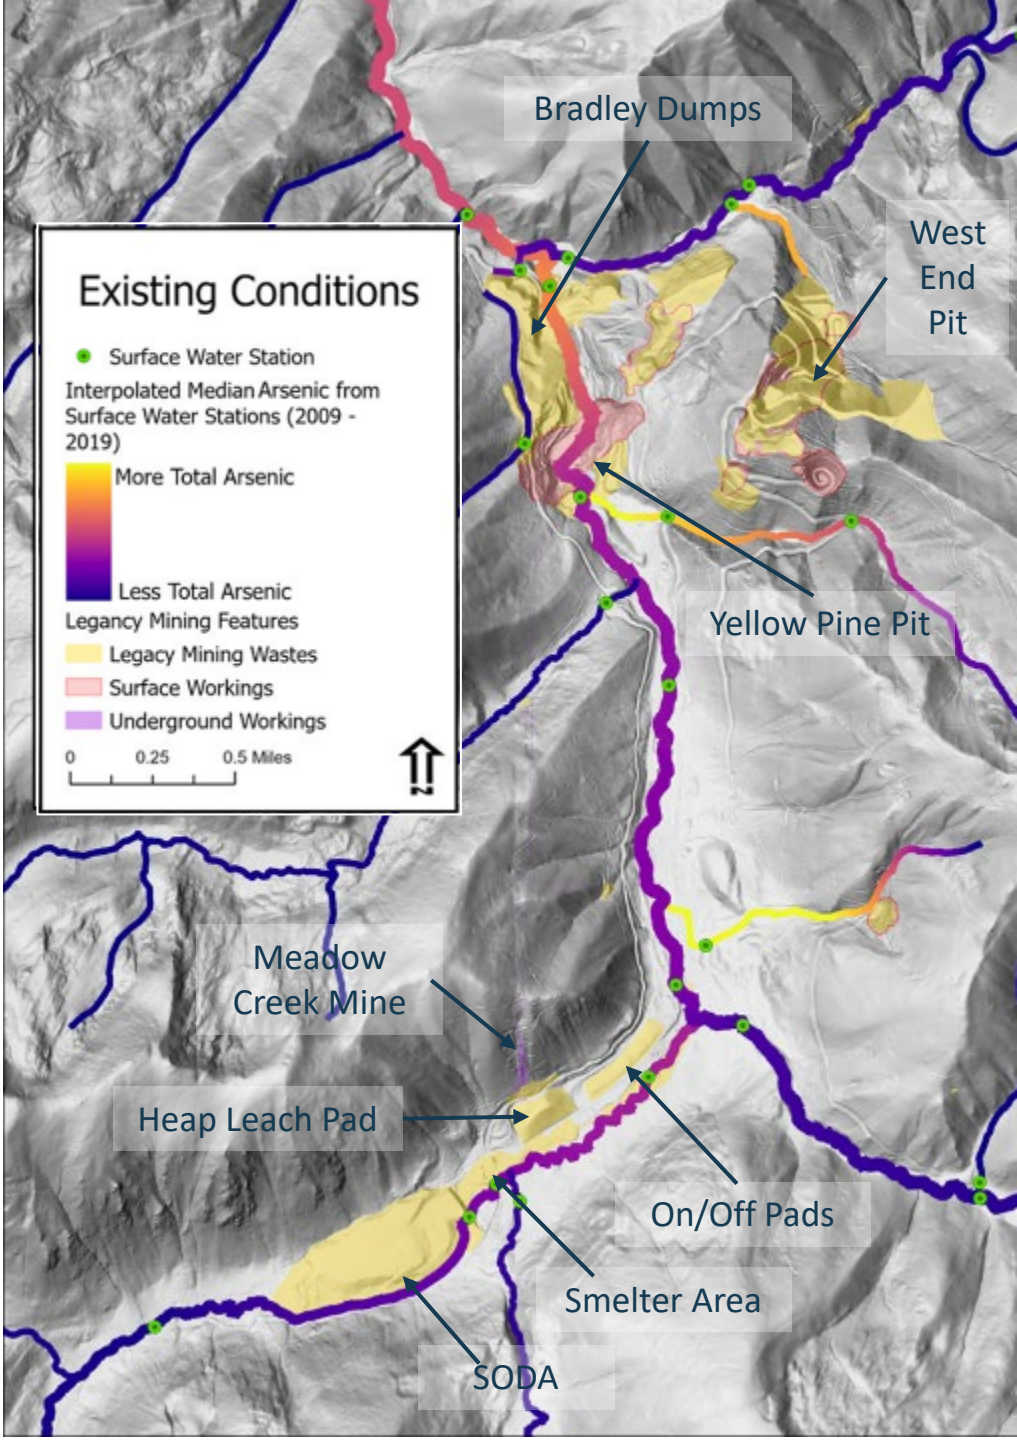 Bradley Dumps
West
End
Pit
Existing Conditions
Surface Water Station
Interpolated Median Arsenic from
Surface Water Stations (2009 -
2019)
More Total Arsenic
Less Total Arsenic
Legancy Mining Features
Legacy Mining Wastes
Surface Workings
Underground Workings
0 0.25 0.5 Miles
N
Yellow Pine Pit
Meadow
Creek Mine
Heap Leach Pad
On/Off Pads
Smelter Area
SODA